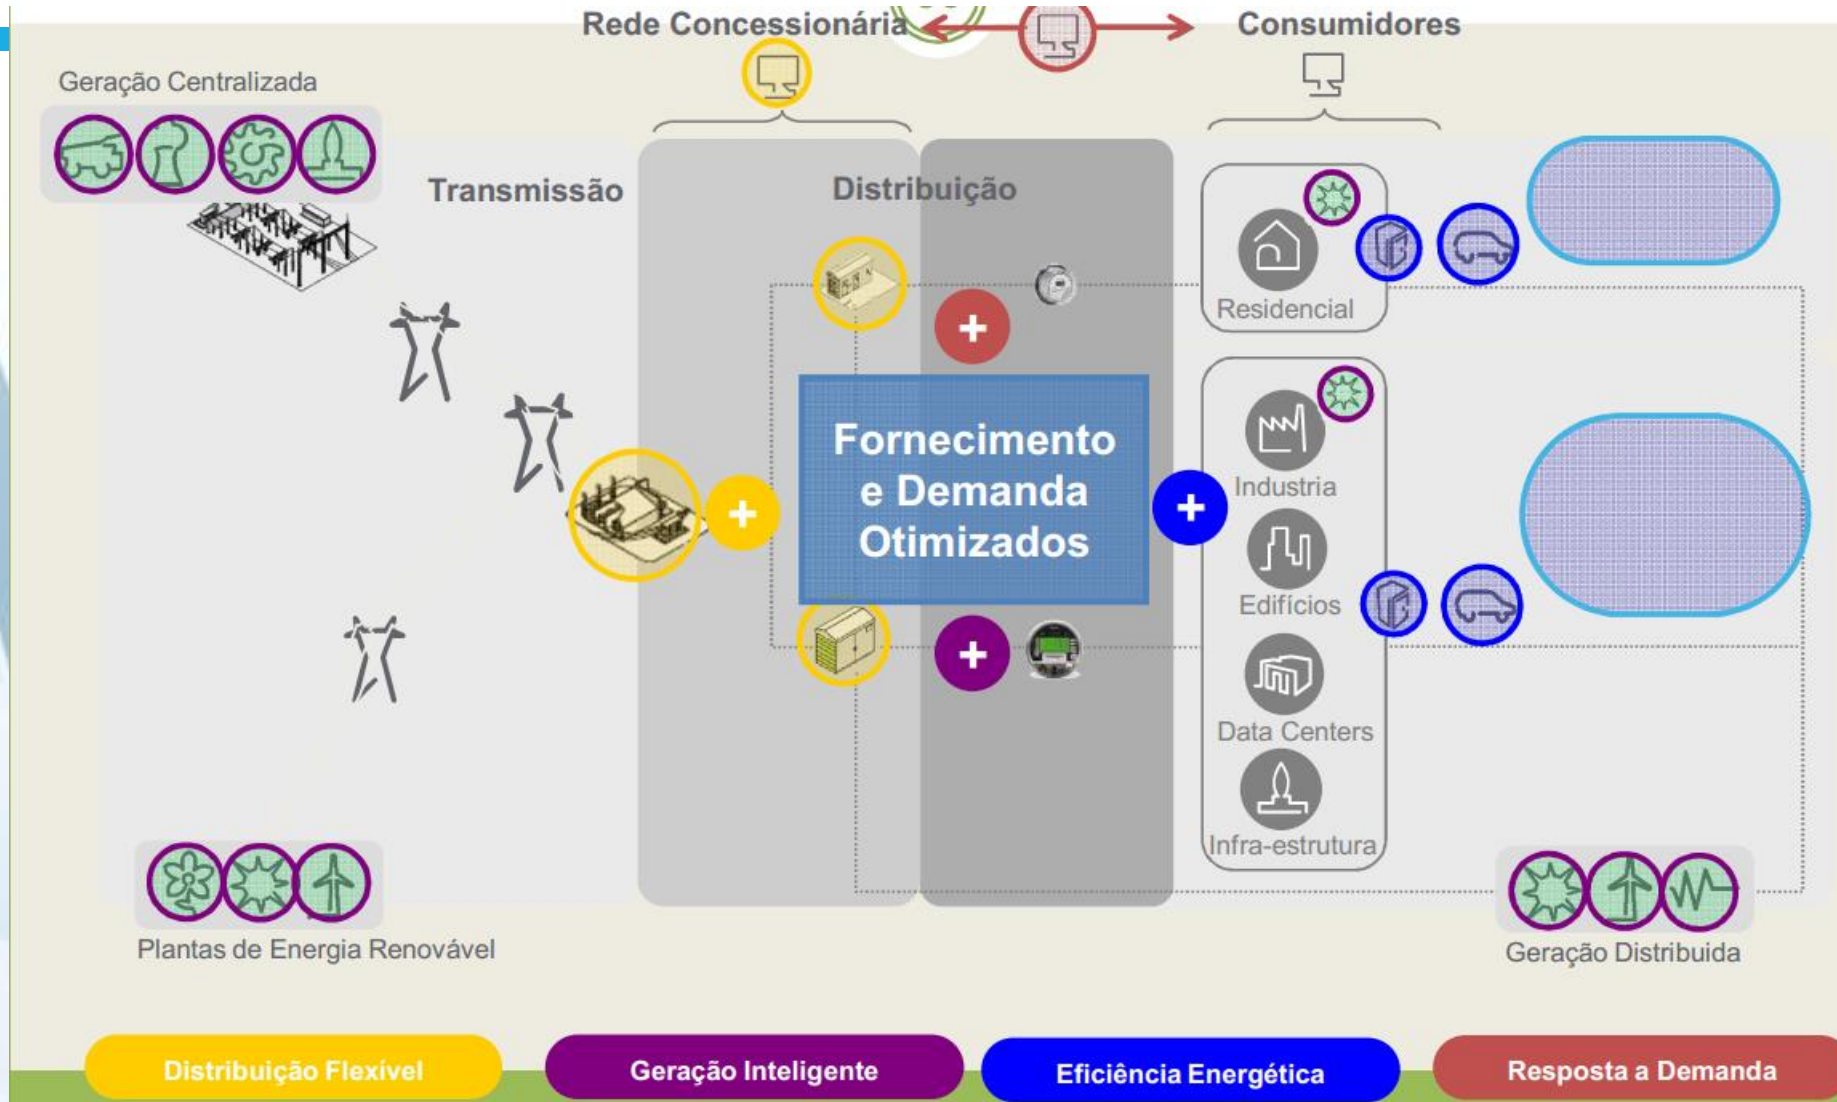 Rede Concessionária
Consumidores
Geração Centralizada
Transmissão
Distribuição
Residencial
+
Fornecimento
e Demanda
Otimizados
+
+
+
Industria
Edifícios
Data Centers
Infra-estrutura
Plantas de Energia Renovável
Geração Distribuida
Distribuição Flexível
Geração Inteligente
Eficiência Energética
Resposta a Demanda